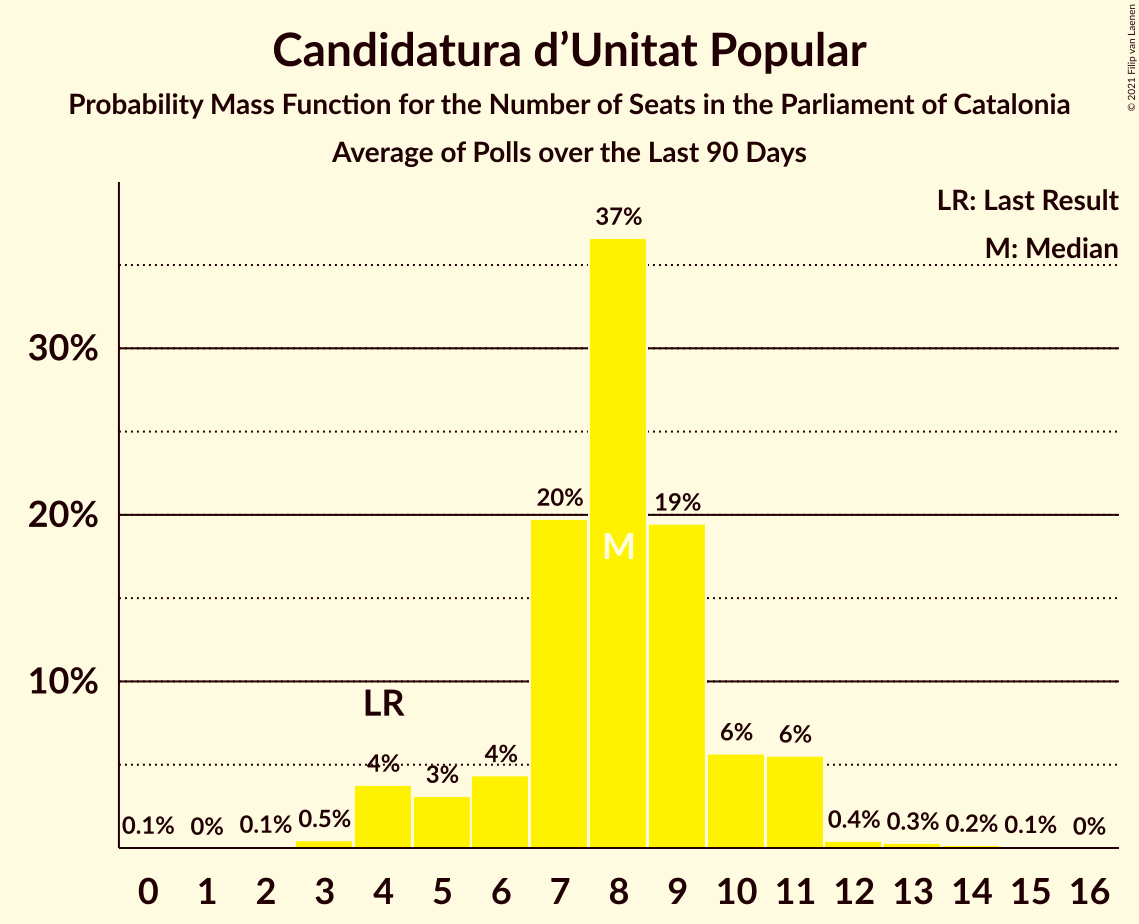 Candidatura d’Unitat Popular
Probability Mass Function for the Number of Seats in the Parliament of Catalonia
Average of Polls over the Last 90 Days
© 2021 Filip van Laenen
LR: Last Result
M: Median
30%
20%
10%
0.1% 0% 0.1% 0.5% 4% 3% 4% 20% 37% 19% 6% 6% 0.4% 0.3% 0.2% 0.1% 0%
LR
M
0 1 2 3 4 5 6 7 8 9 10 11 12 13 14 15 16